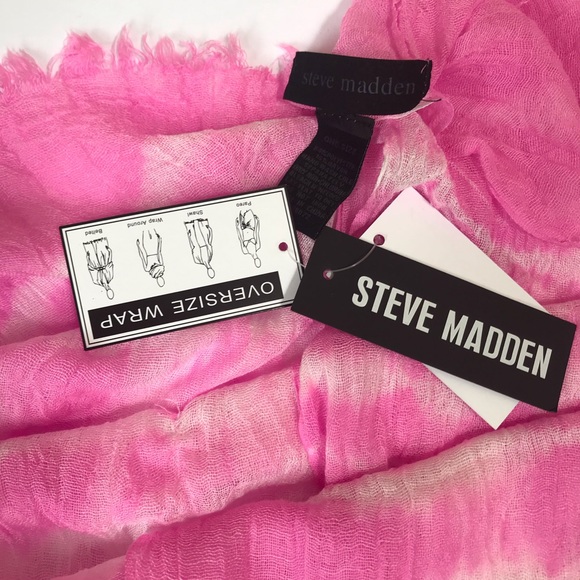 steve madden
STEVE MADDEN
OVERSIZE WRAP
Pareo
Shawl
Wrap Around
Belted